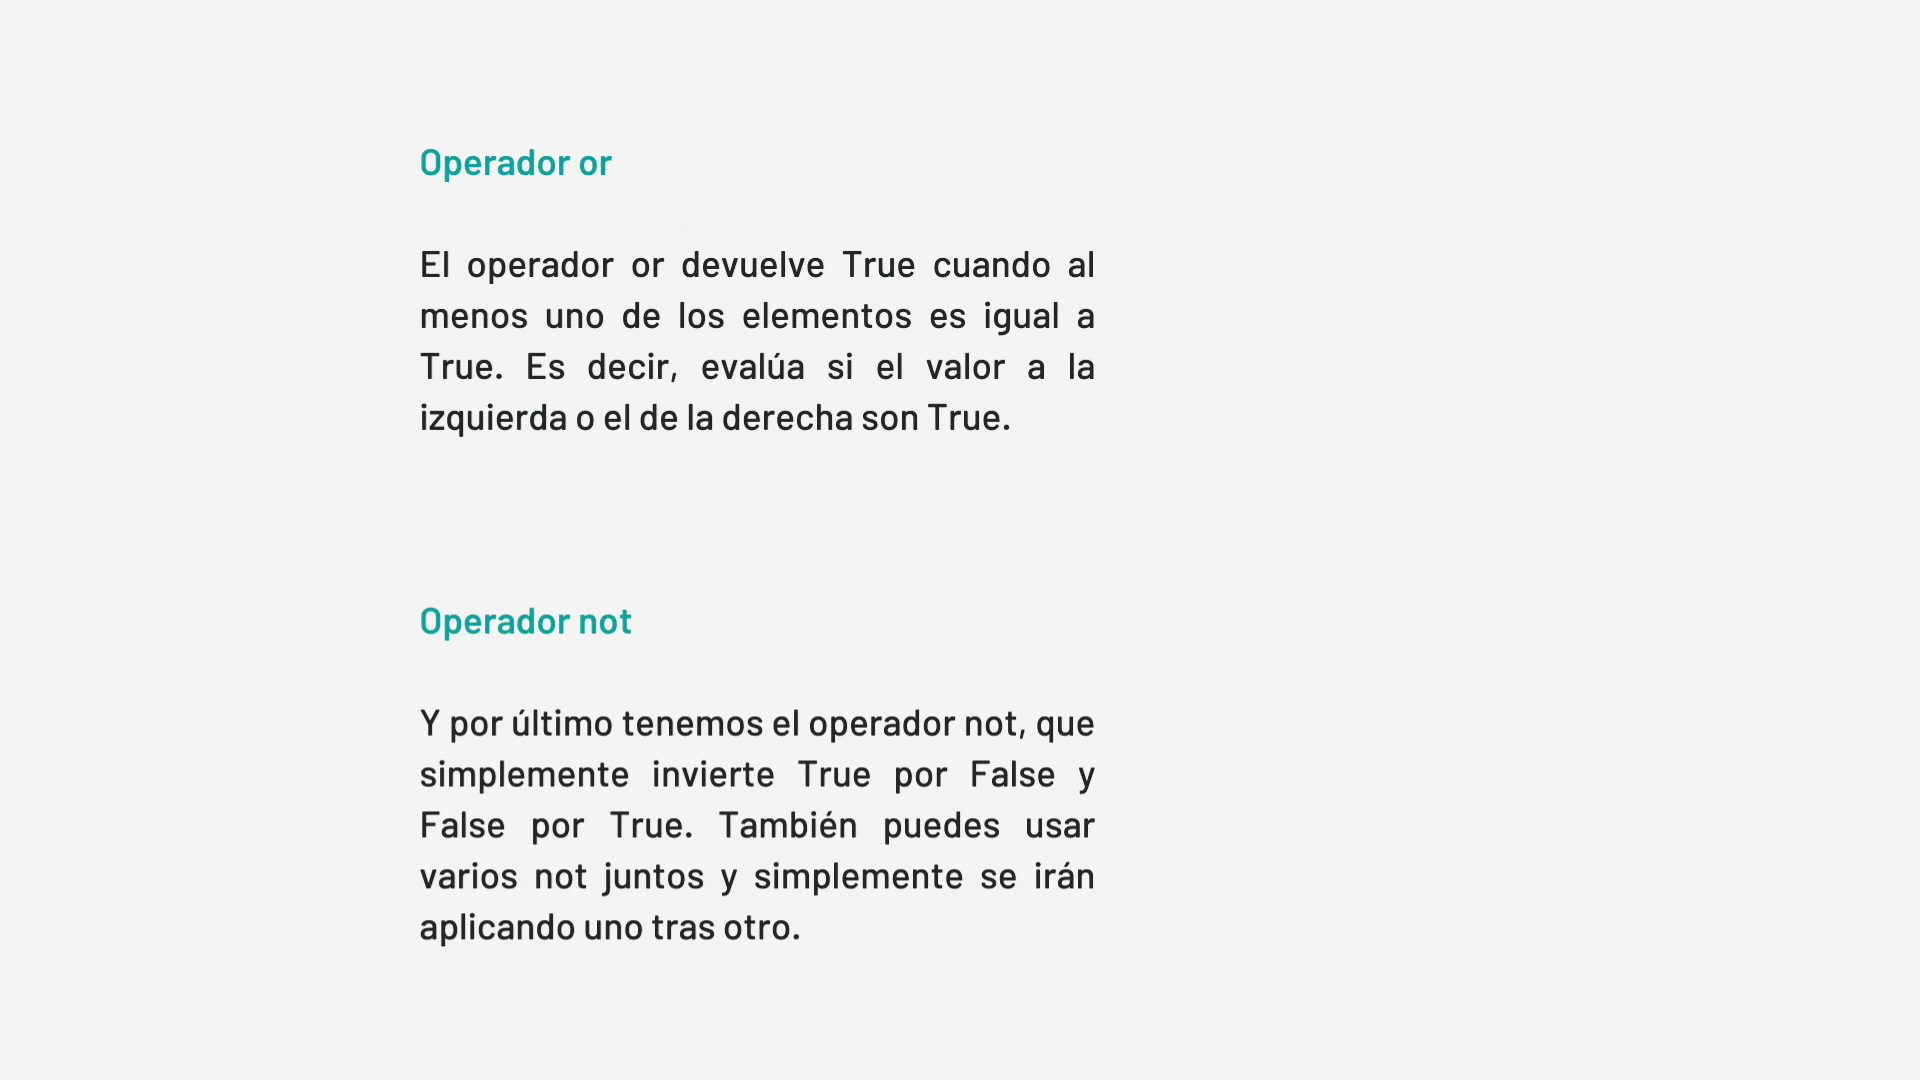 Operador or
El operador or devuelve True cuando al
menos uno de los elementos es igual a
True. Es decir, evalúa si el valor a la
izquierda o el de la derecha son True.
Operador not
Y por último tenemos el operador not, que
simplemente invierte True por False y
False por True. También puedes usar
varios not juntos y simplemente se irán
aplicando uno tras otro.